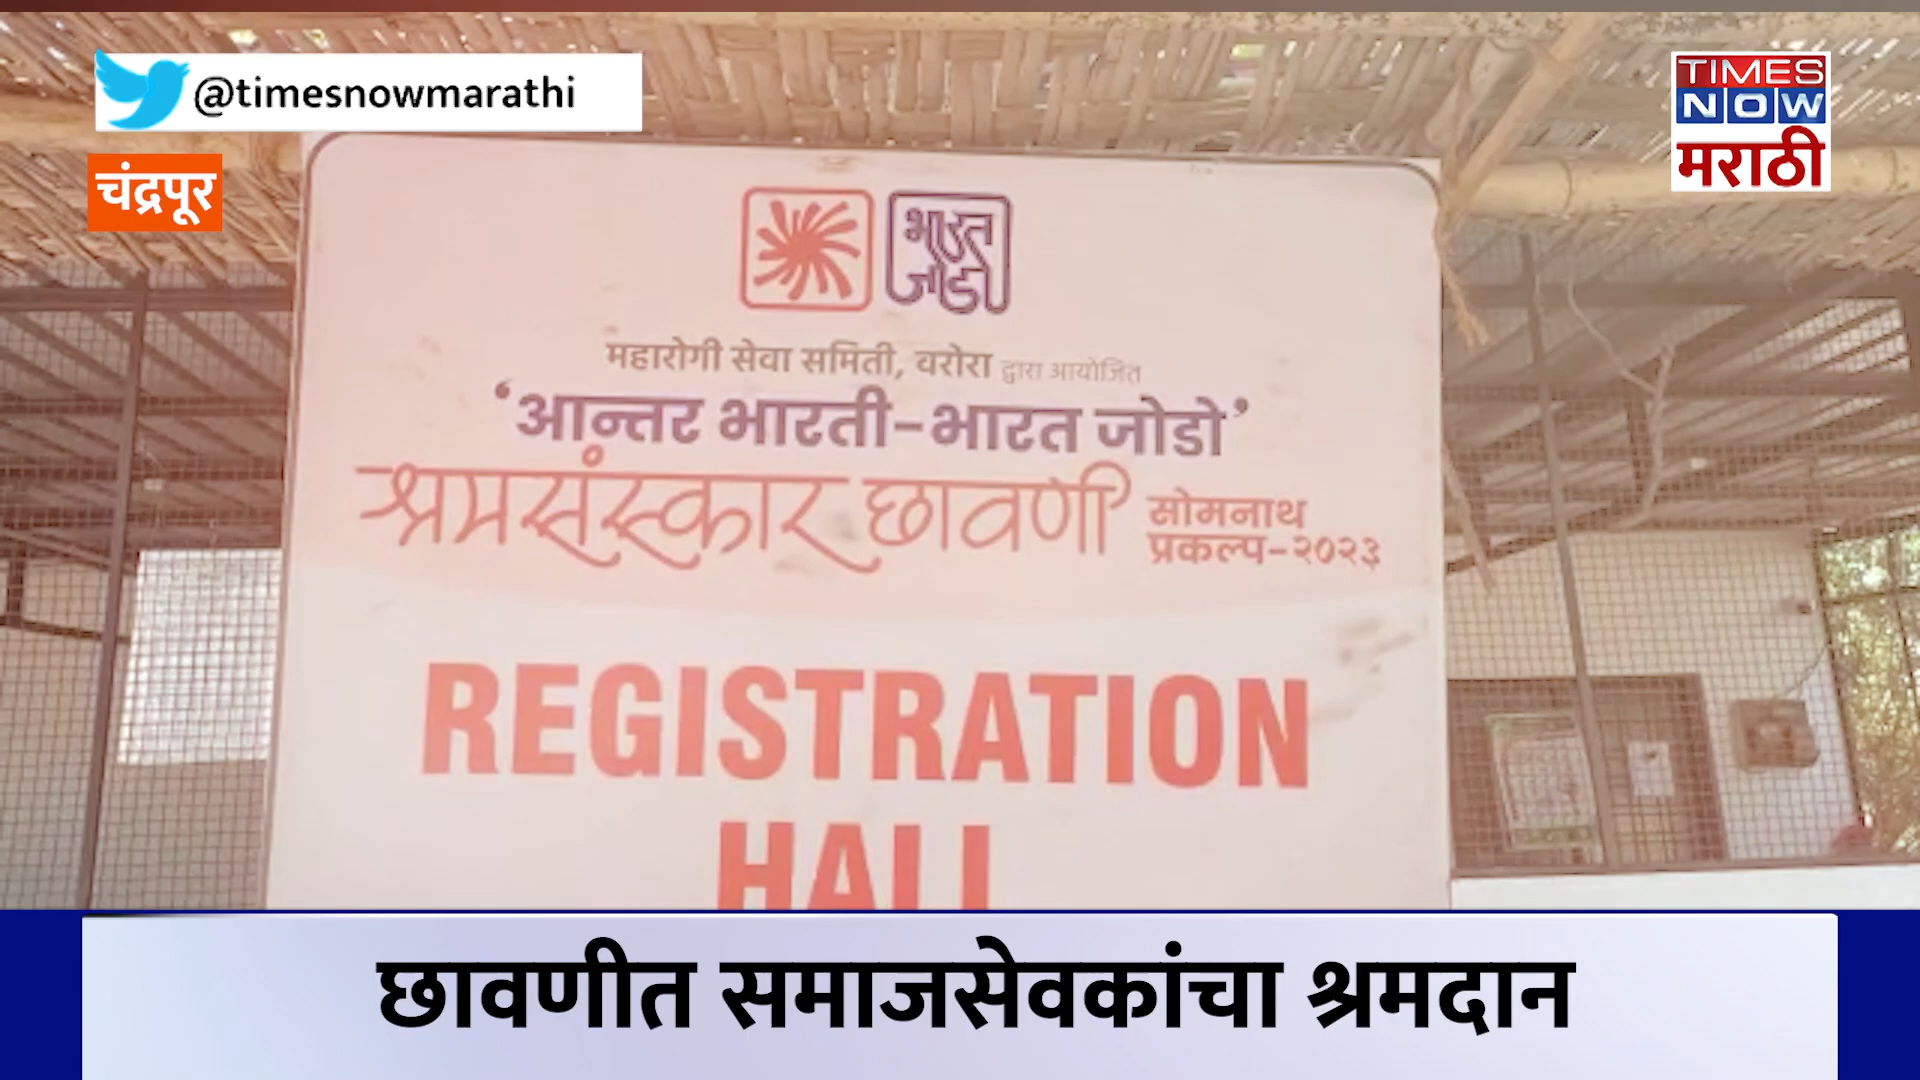 @timesnowmarathi
TIMES
NOW
मराठी
चंद्रपूर
भारत
जोडो
महारोगी सेवा समिती, वरोरा द्वारा आयोजित
‘आन्तर भारती-भारत जोडो’
श्रमसंस्कार छावणी सोमनाथ
प्रकल्प-२०२३
REGISTRATION
HALL
छावणीत समाजसेवकांचा श्रमदान